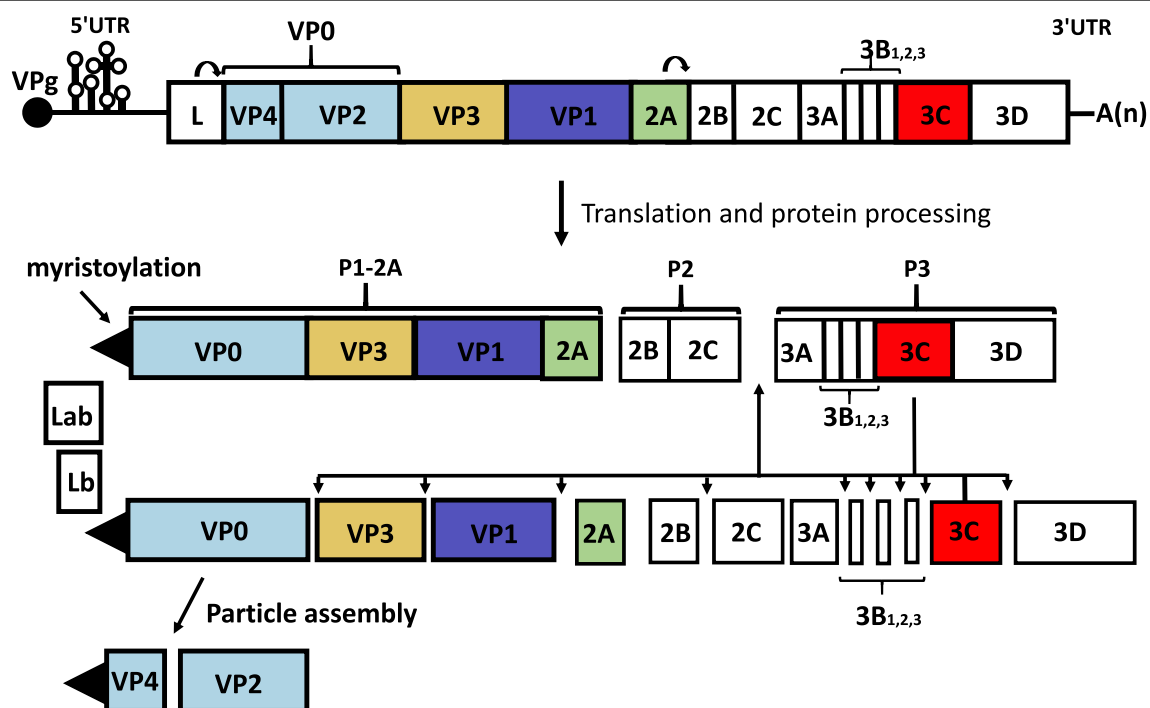 5'UTR
VP0
3'UTR
3B1,2,3
VPg
L VP4 VP2 VP3 VP1 2A 2B 2C 3A 3C 3D A(n)
Translation and protein processing
myristoylation P1-2A P2 P3
VP0 VP3 VP1 2A 2B 2C 3A 3C 3D
Lab 3B1,2,3
Lb
VP0 VP3 VP1 2A 2B 2C 3A 3C 3D
Particle assembly 3B1,2,3
VP4 VP2